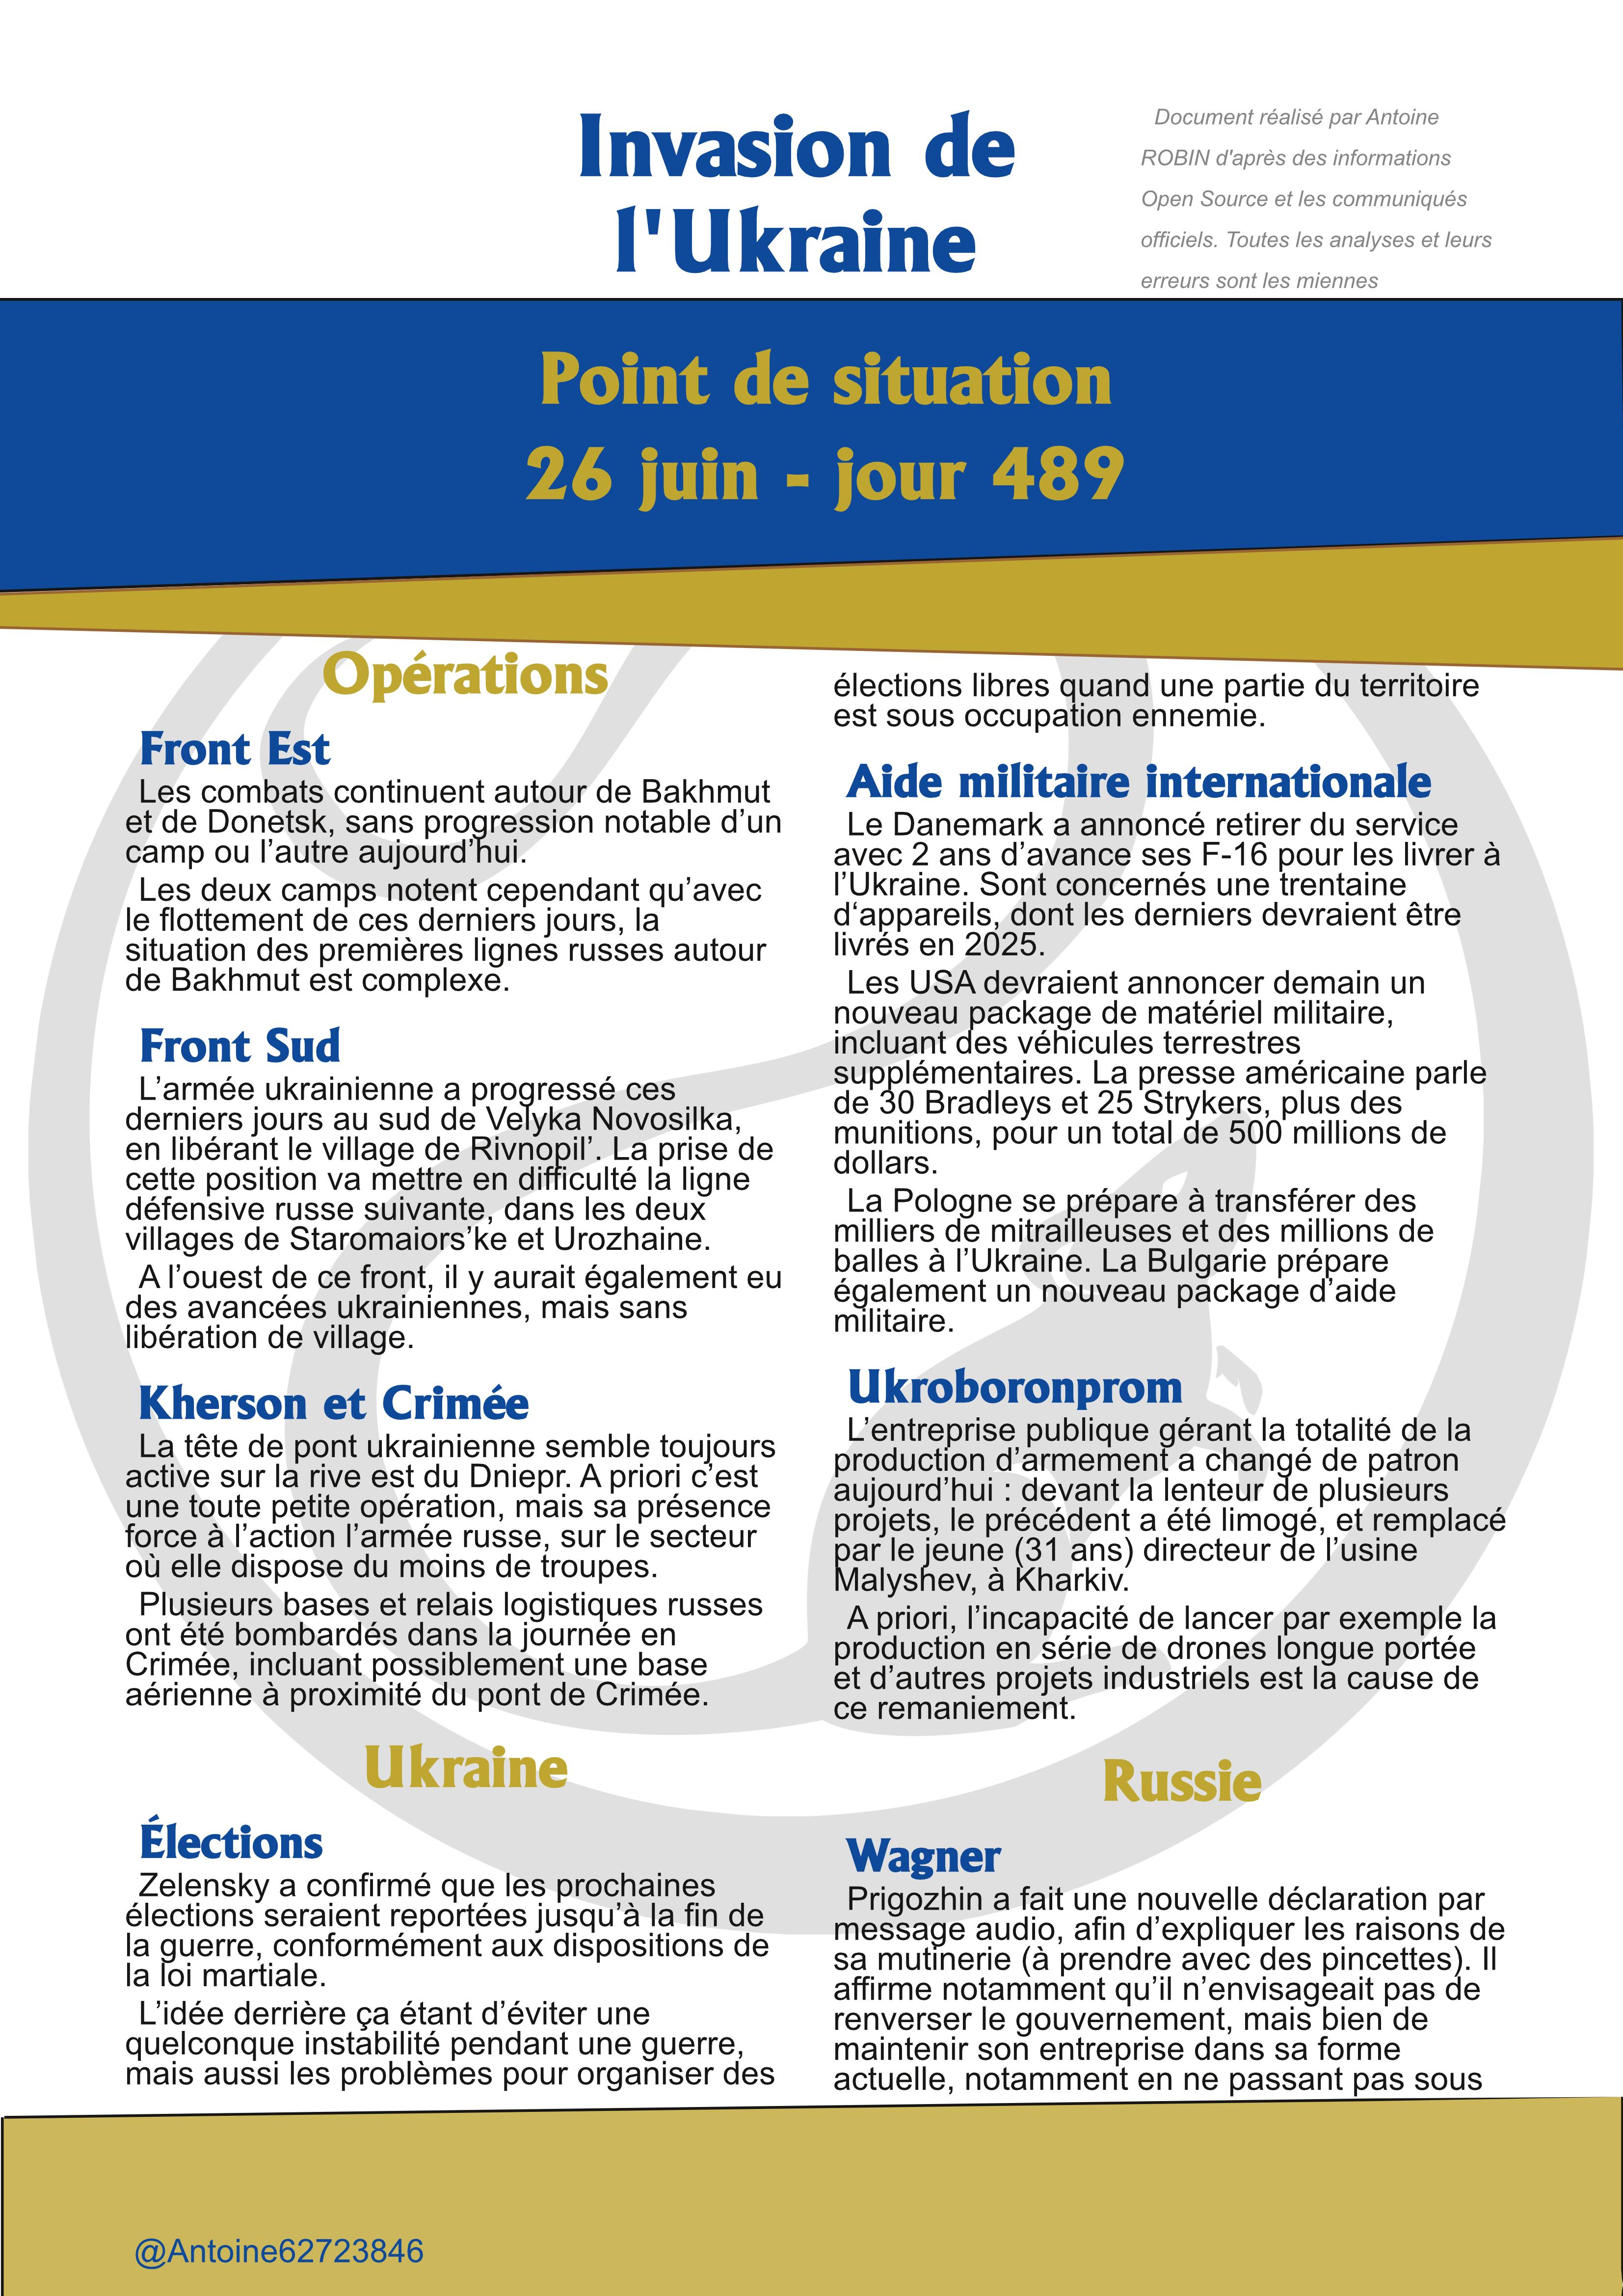 Invasion de
l'Ukraine
Document réalisé par Antoine
ROBIN d'après des informations
Open Source et les communiqués
officiels. Toutes les analyses et leurs
erreurs sont les miennes
Point de situation
26 juin - jour 489
Opérations
Front Est
Les combats continuent autour de Bakhmut
et de Donetsk, sans progression notable d’un
camp ou l’autre aujourd’hui.
Les deux camps notent cependant qu’avec
le flottement de ces derniers jours, la
situation des premières lignes russes autour
de Bakhmut est complexe.
Front Sud
L’armée ukrainienne a progressé ces
derniers jours au sud de Velyka Novosilka,
en libérant le village de Rivnopil’. La prise de
cette position va mettre en difficulté la ligne
défensive russe suivante, dans les deux
villages de Staromaiors’ke et Urozhaine.
A l’ouest de ce front, il y aurait également eu
des avancées ukrainiennes, mais sans
libération de village.
Kherson et Crimée
La tête de pont ukrainienne semble toujours
active sur la rive est du Dniepr. A priori c’est
une toute petite opération, mais sa présence
force à l’action l’armée russe, sur le secteur
où elle dispose du moins de troupes.
Plusieurs bases et relais logistiques russes
ont été bombardés dans la journée en
Crimée, incluant possiblement une base
aérienne à proximité du pont de Crimée.
Ukraine
Élections
Zelensky a confirmé que les prochaines
élections seraient reportées jusqu’à la fin de
la guerre, conformément aux dispositions de
la loi martiale.
L’idée derrière ça étant d’éviter une
quelconque instabilité pendant une guerre,
mais aussi les problèmes pour organiser des
élections libres quand une partie du territoire
est sous occupation ennemie.
Aide militaire internationale
Le Danemark a annoncé retirer du service
avec 2 ans d’avance ses F-16 pour les livrer à
l’Ukraine. Sont concernés une trentaine
d‘appareils, dont les derniers devraient être
livrés en 2025.
Les USA devraient annoncer demain un
nouveau package de matériel militaire,
incluant des véhicules terrestres
supplémentaires. La presse américaine parle
de 30 Bradleys et 25 Strykers, plus des
munitions, pour un total de 500 millions de
dollars.
La Pologne se prépare à transférer des
milliers de mitrailleuses et des millions de
balles à l’Ukraine. La Bulgarie prépare
également un nouveau package d’aide
militaire.
Ukroboronprom
L’entreprise publique gérant la totalité de la
production d’armement a changé de patron
aujourd’hui : devant la lenteur de plusieurs
projets, le précédent a été limogé, et remplacé
par le jeune (31 ans) directeur de l’usine
Malyshev, à Kharkiv.
A priori, l’incapacité de lancer par exemple la
production en série de drones longue portée
et d’autres projets industriels est la cause de
ce remaniement.
Russie
Wagner
Prigozhin a fait une nouvelle déclaration par
message audio, afin d’expliquer les raisons de
sa mutinerie (à prendre avec des pincettes). Il
affirme notamment qu’il n’envisageait pas de
renverser le gouvernement, mais bien de
maintenir son entreprise dans sa forme
actuelle, notamment en ne passant pas sous
@Antoine62723846